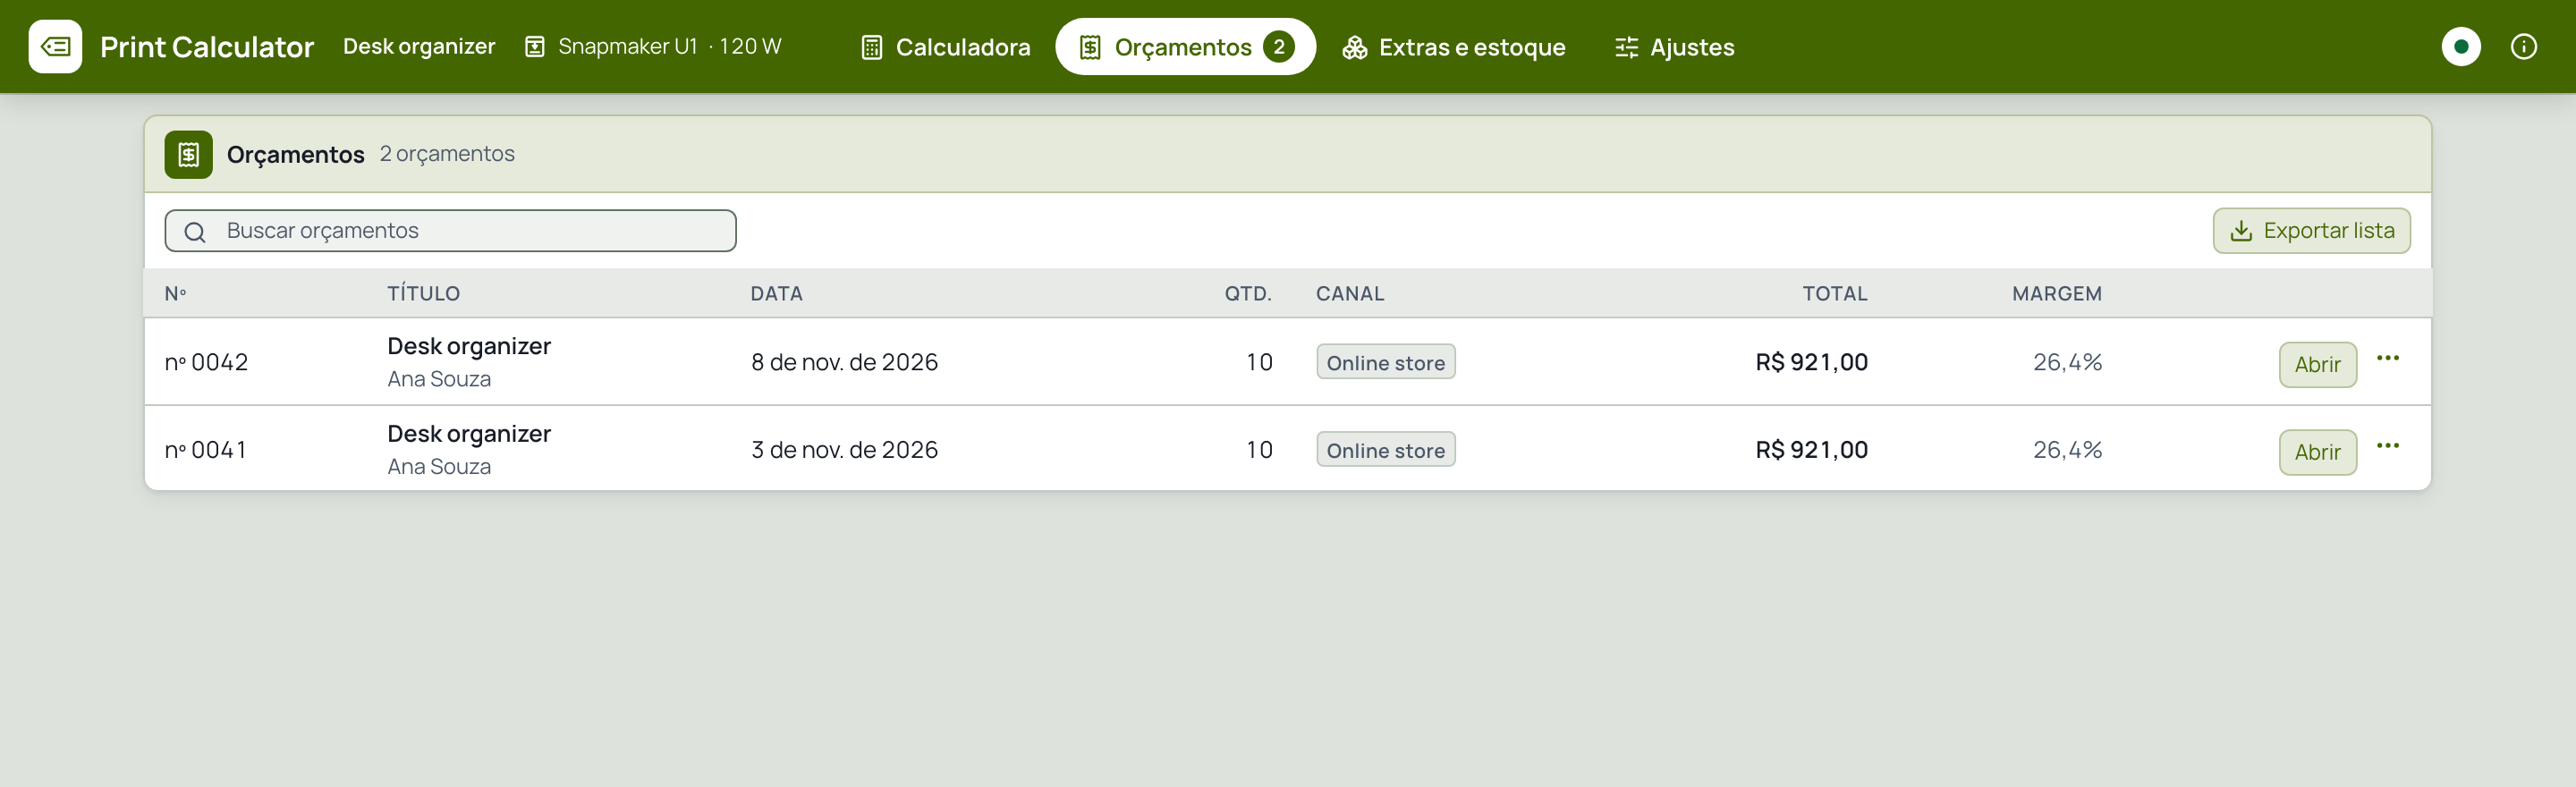 Print Calculator Desk organizer Snapmaker U1 · 120 W Calculadora Orçamentos 2 Extras e estoque Ajustes
Orçamentos 2 orçamentos
Buscar orçamentos Exportar lista
Nº TÍTULO DATA QTD. CANAL TOTAL MARGEM
nº 0042 Desk organizer 8 de nov. de 2026 10 Online store R$ 921,00 26,4% Abrir
Ana Souza
nº 0041 Desk organizer 3 de nov. de 2026 10 Online store R$ 921,00 26,4% Abrir
Ana Souza